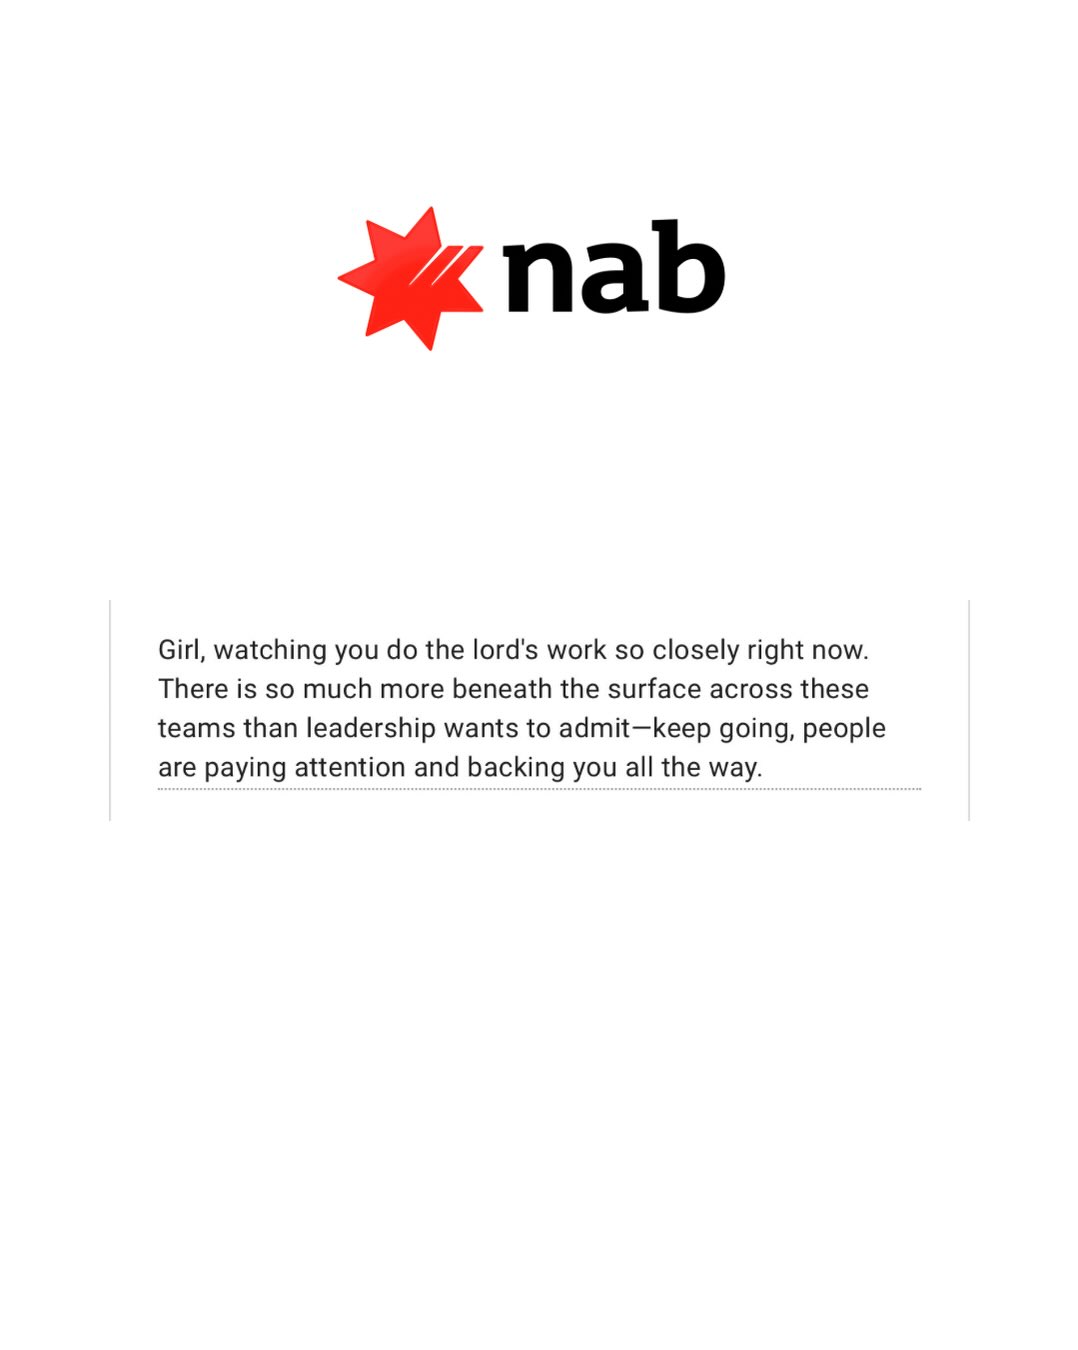 nab
Girl, watching you do the lord's work so closely right now.
There is so much more beneath the surface across these
teams than leadership wants to admit—keep going, people
are paying attention and backing you all the way.